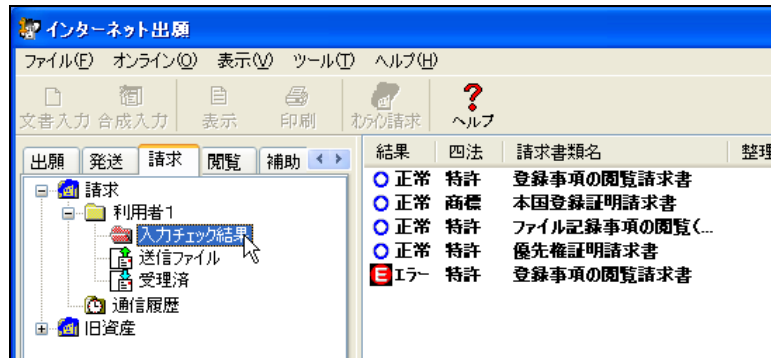 インターネット出願
ファイル(F) オンライン(O) 表示(V) ツール(T) ヘルプ(H)
文書入力 合成入力 表示 印刷 オンライン請求 ヘルプ
出願 発送 請求 閲覧 補助
請求
利用者1
入力チェック結果
送信ファイル
受理済
通信履歴
旧資産
結果 四法 請求書類名 整理
正常 特許 登録事項の閲覧請求書
正常 商標 本国登録証明請求書
正常 特許 ファイル記録事項の閲覧(...
正常 特許 優先権証明請求書
E エラー 特許 登録事項の閲覧請求書